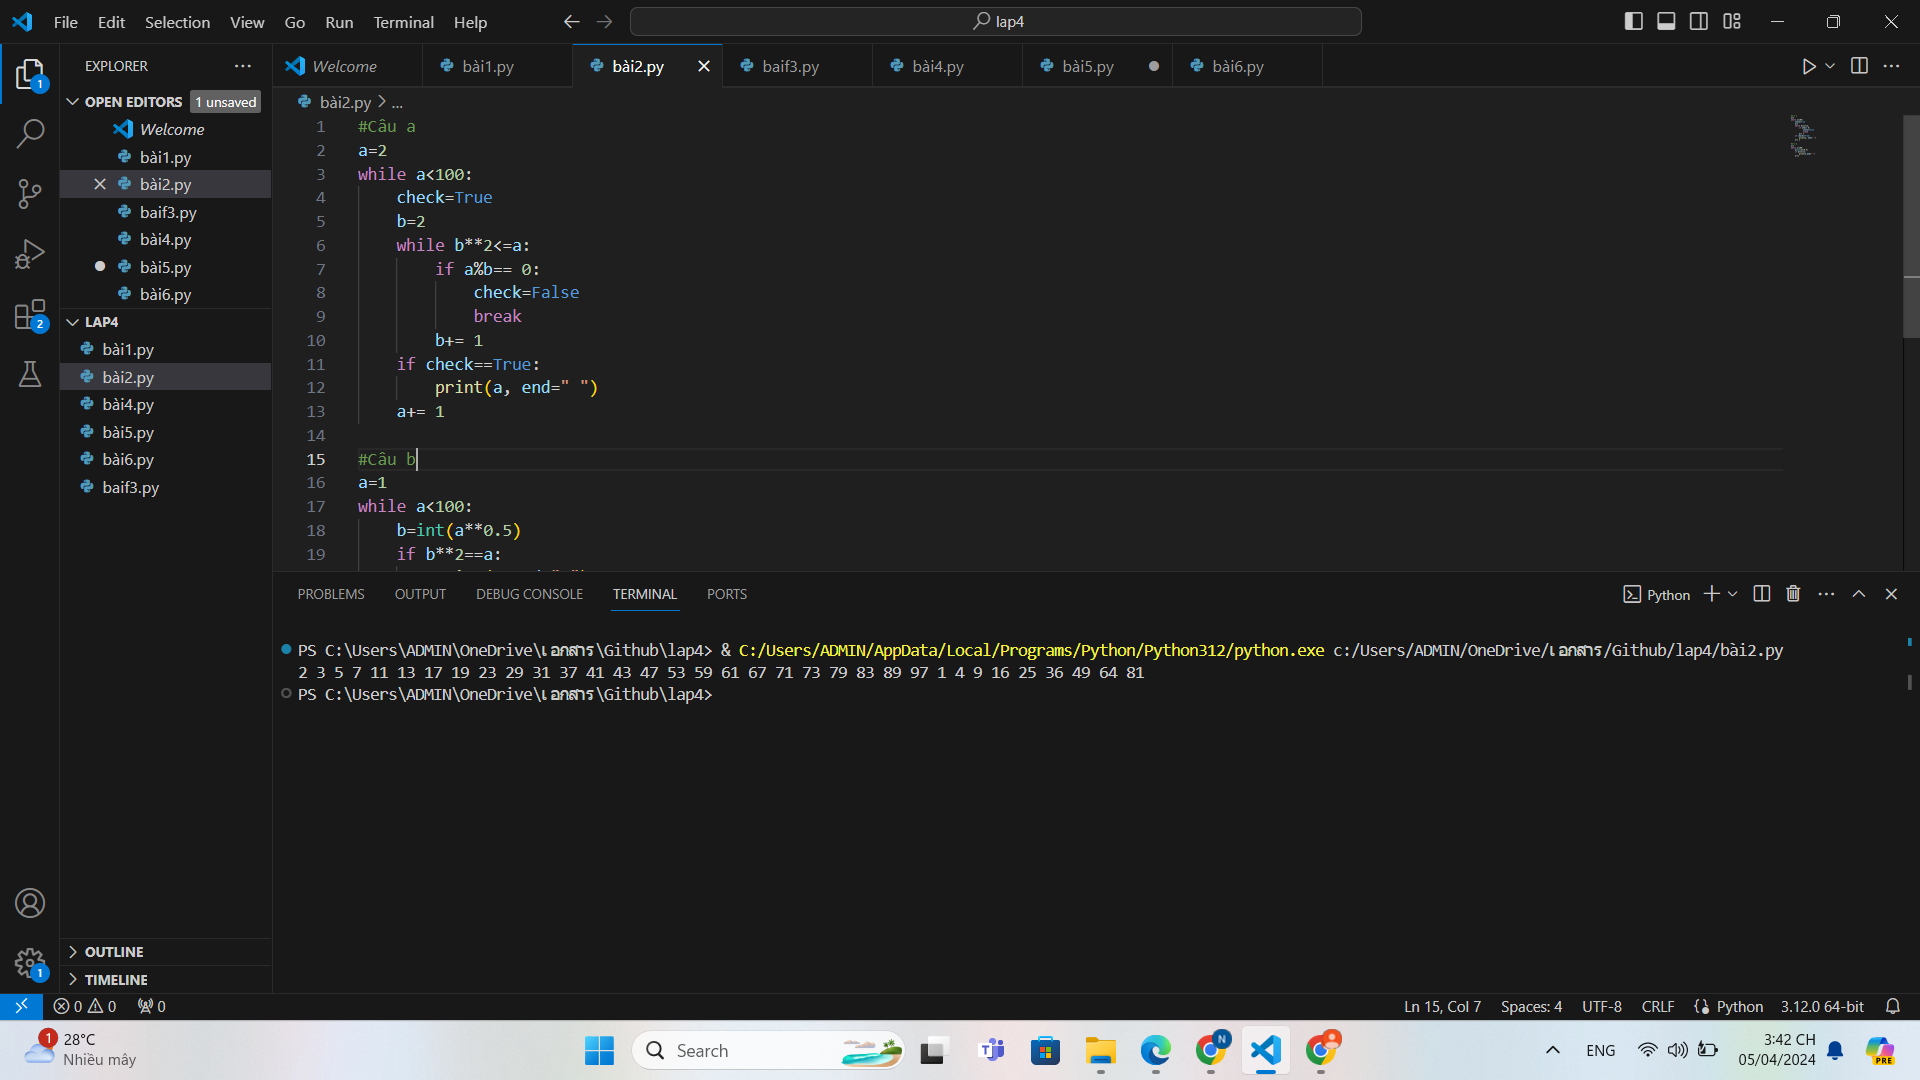 File Edit Selection View Go Run Terminal Help
lap4
EXPLORER
Welcome
bài1.py
bài2.py
baif3.py
bài4.py
bài5.py
bài6.py
OPEN EDITORS 1 unsaved
Welcome
bài1.py
bài2.py
baif3.py
bài4.py
bài5.py
bài6.py
LAP4
bài1.py
bài2.py
bài4.py
bài5.py
bài6.py
baif3.py
OUTLINE
TIMELINE
bài2.py > ...
1 #Câu a
2 a=2
3 while a<100:
4 check=True
5 b=2
6 while b**2<=a:
7 if a%b== 0:
8 check=False
9 break
10 b+= 1
11 if check==True:
12 print(a, end=" ")
13 a+= 1
14
15 #Câu b
16 a=1
17 while a<100:
18 b=int(a**0.5)
19 if b**2==a:
PROBLEMS OUTPUT DEBUG CONSOLE TERMINAL PORTS
Python
PS C:\Users\ADMIN\OneDrive\เอกสาร\Github\lap4> & C:/Users/ADMIN/AppData/Local/Programs/Python/Python312/python.exe c:/Users/ADMIN/OneDrive/เอกสาร/Github/lap4/bài2.py
2 3 5 7 11 13 17 19 23 29 31 37 41 43 47 53 59 61 67 71 73 79 83 89 97 1 4 9 16 25 36 49 64 81
PS C:\Users\ADMIN\OneDrive\เอกสาร\Github\lap4>
1
2
1
0 0 0
Ln 15, Col 7 Spaces: 4 UTF-8 CRLF Python 3.12.0 64-bit
1
28°C
Nhiều mây
Search
N
PRE
ENG
3:42 CH
05/04/2024